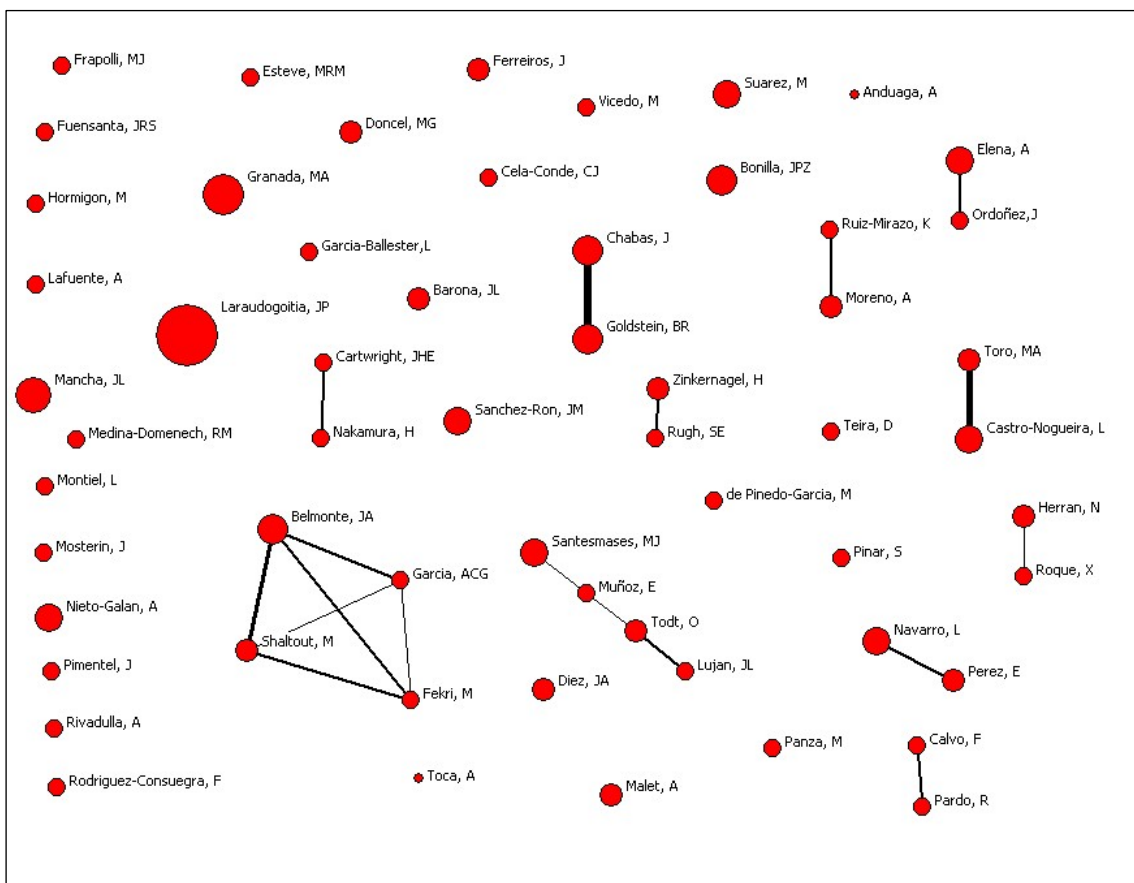 Frapolli, MJ
Esteve, MRM
Ferreiros, J
Suarez, M
Anduaga, A
Vicedo, M
Fuensanta, JRS
Doncel, MG
Elena, A
Granada, MA
Cela-Conde, CJ
Bonilla, JPZ
Hormigon, M
Ordoñez,J
Ruiz-Mirazo, K
Garcia-Ballester,L
Chabas, J
Lafuente, A
Barona, JL
Moreno, A
Laraudogoitia, JP
Goldstein, BR
Cartwright, JHE
Toro, MA
Mancha, JL
Zinkernagel, H
Sanchez-Ron, JM
Medina-Domenech, RM
Nakamura, H
Rugh, SE
Teira, D
Castro-Nogueira, L
Montiel, L
de Pinedo-Garcia, M
Herran, N
Belmonte, JA
Mosterin, J
Santesmases, MJ
Pinar, S
Garcia, ACG
Muñoz, E
Roque, X
Nieto-Galan, A
Shaltout, M
Todt, O
Navarro, L
Pimentel, J
Lujan, JL
Perez, E
Fekri, M
Diez, JA
Rivadulla, A
Panza, M
Calvo, F
Rodriguez-Consuegra, F
Toca, A
Malet, A
Pardo, R